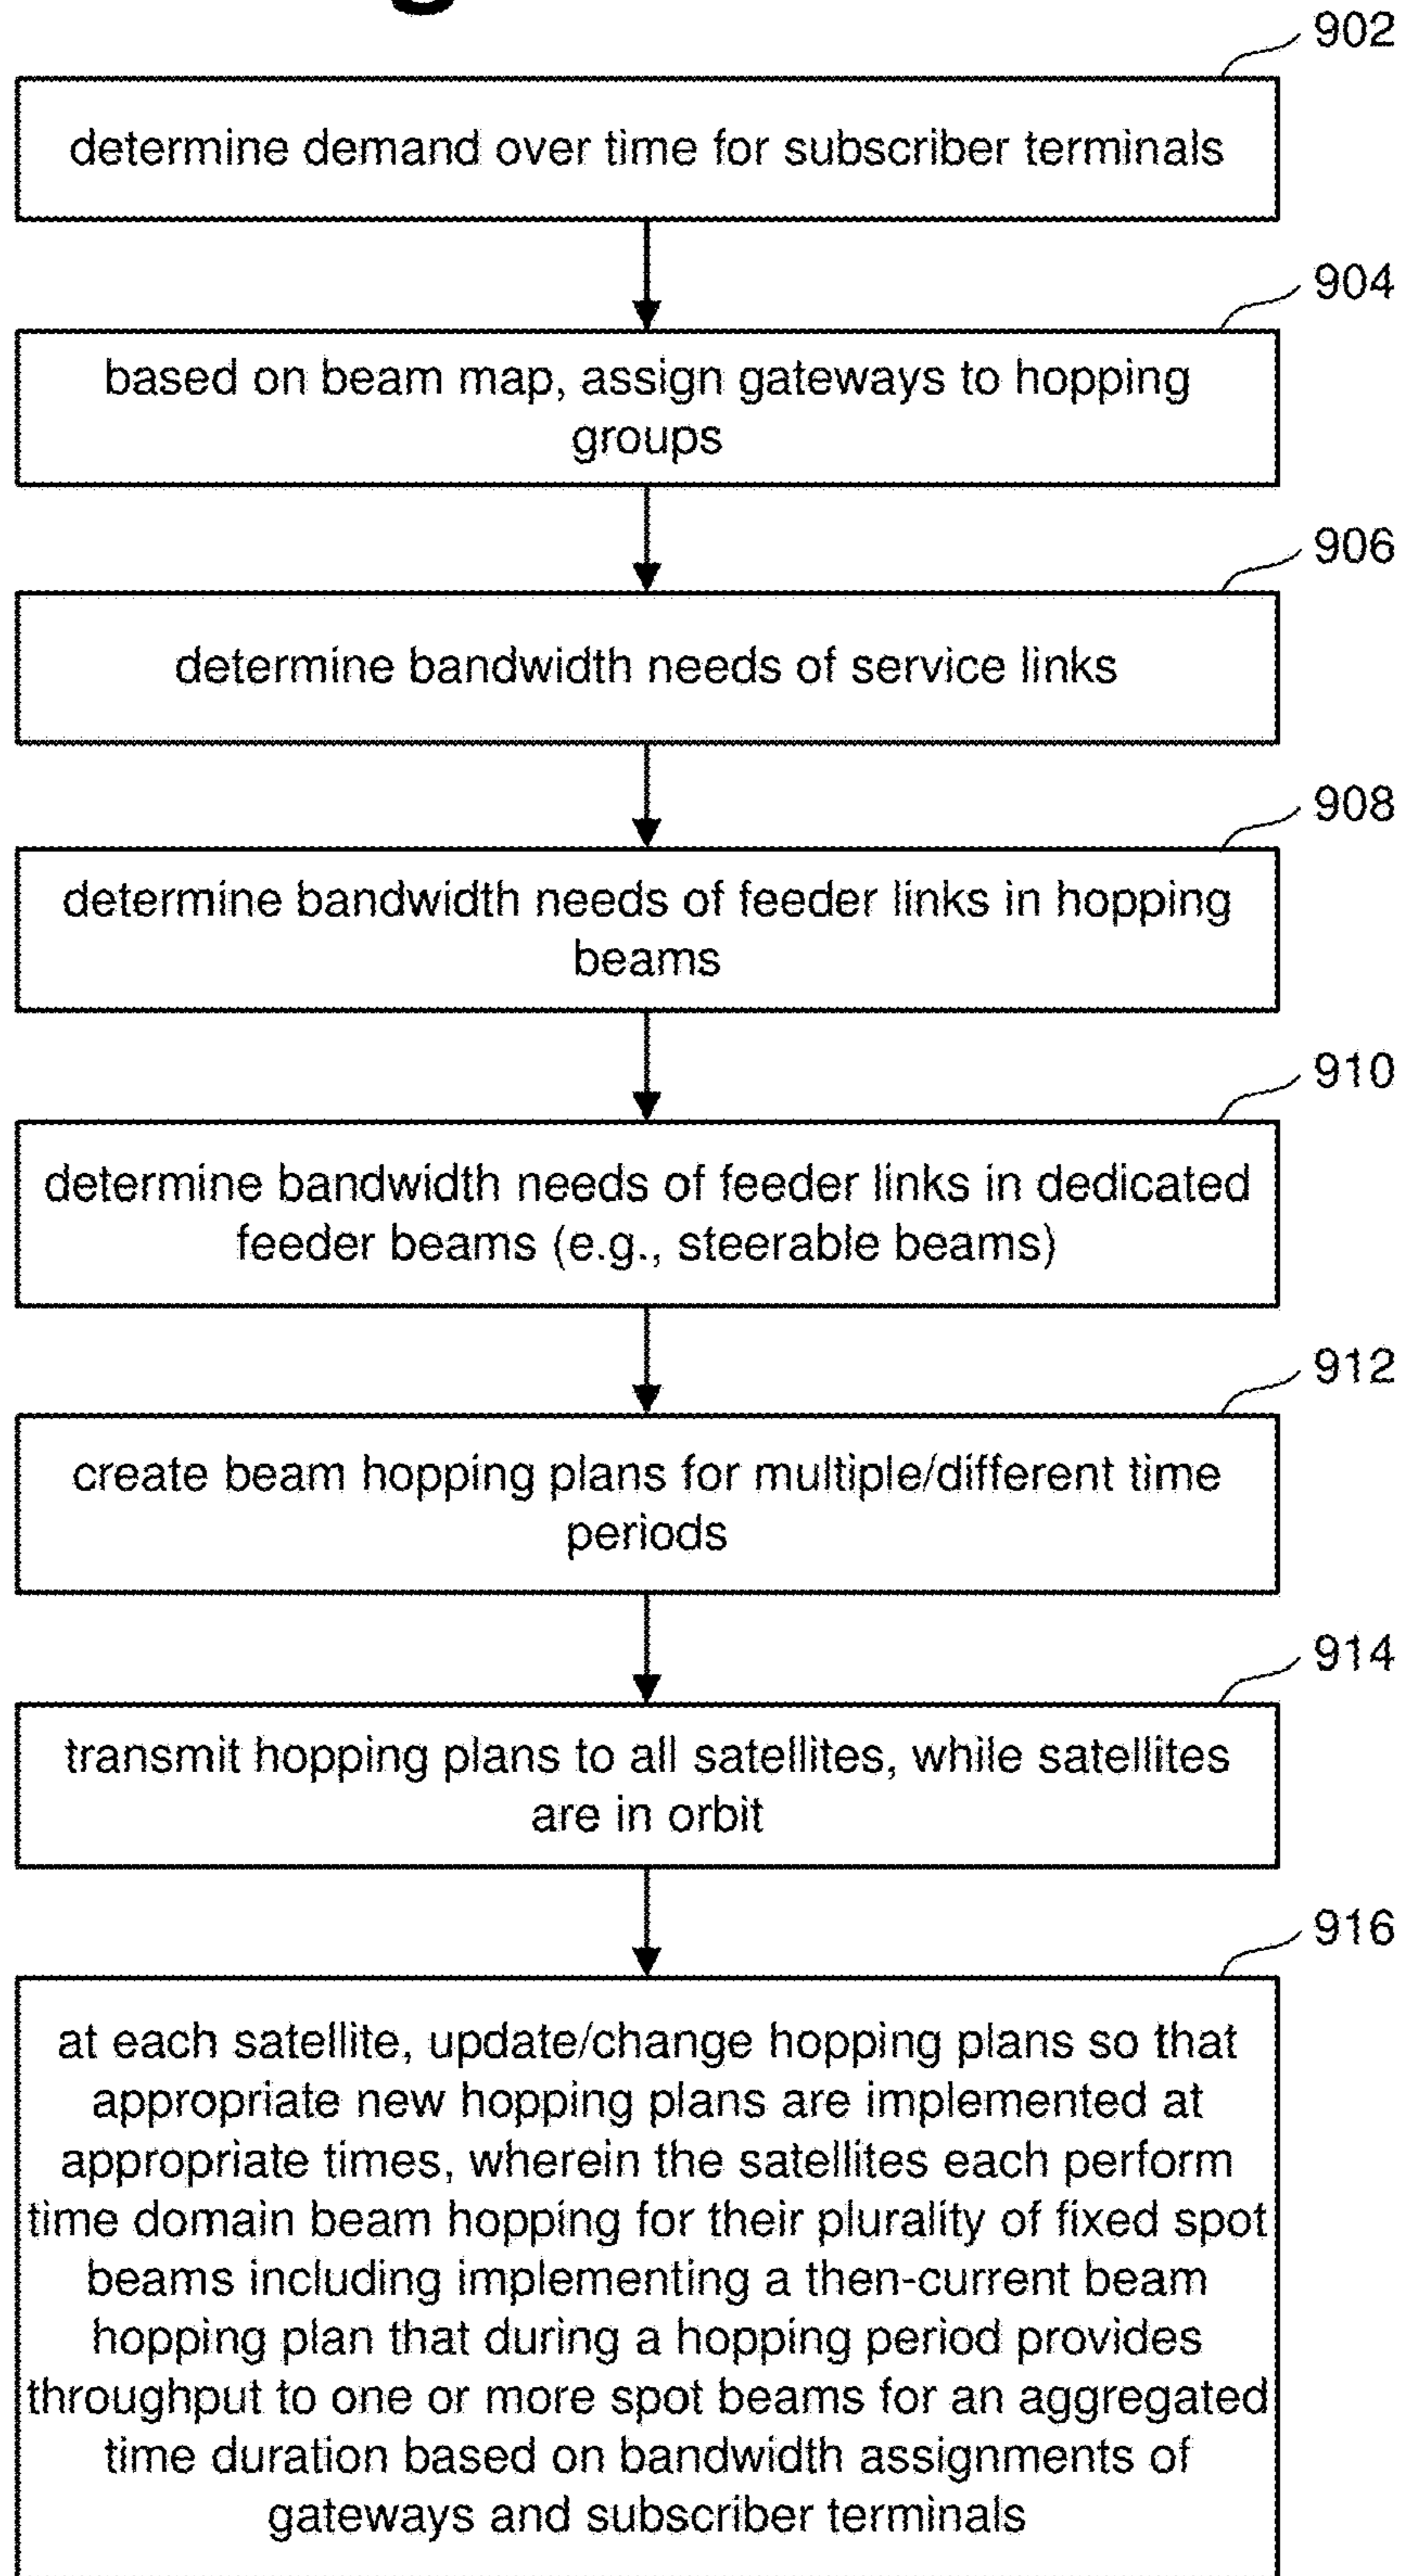 902
determine demand over time for subscriber terminals
904
based on beam map, assign gateways to hopping
groups
906
determine bandwidth needs of service links
908
determine bandwidth needs of feeder links in hopping
beams
910
determine bandwidth needs of feeder links in dedicated
feeder beams (e.g., steerable beams)
912
create beam hopping plans for multiple/different time
periods
914
transmit hopping plans to all satellites, while satellites
are in orbit
916
at each satellite, update/change hopping plans so that
appropriate new hopping plans are implemented at
appropriate times, wherein the satellites each perform
time domain beam hopping for their plurality of fixed spot
beams including implementing a then-current beam
hopping plan that during a hopping period provides
throughput to one or more spot beams for an aggregated
time duration based on bandwidth assignments of
gateways and subscriber terminals